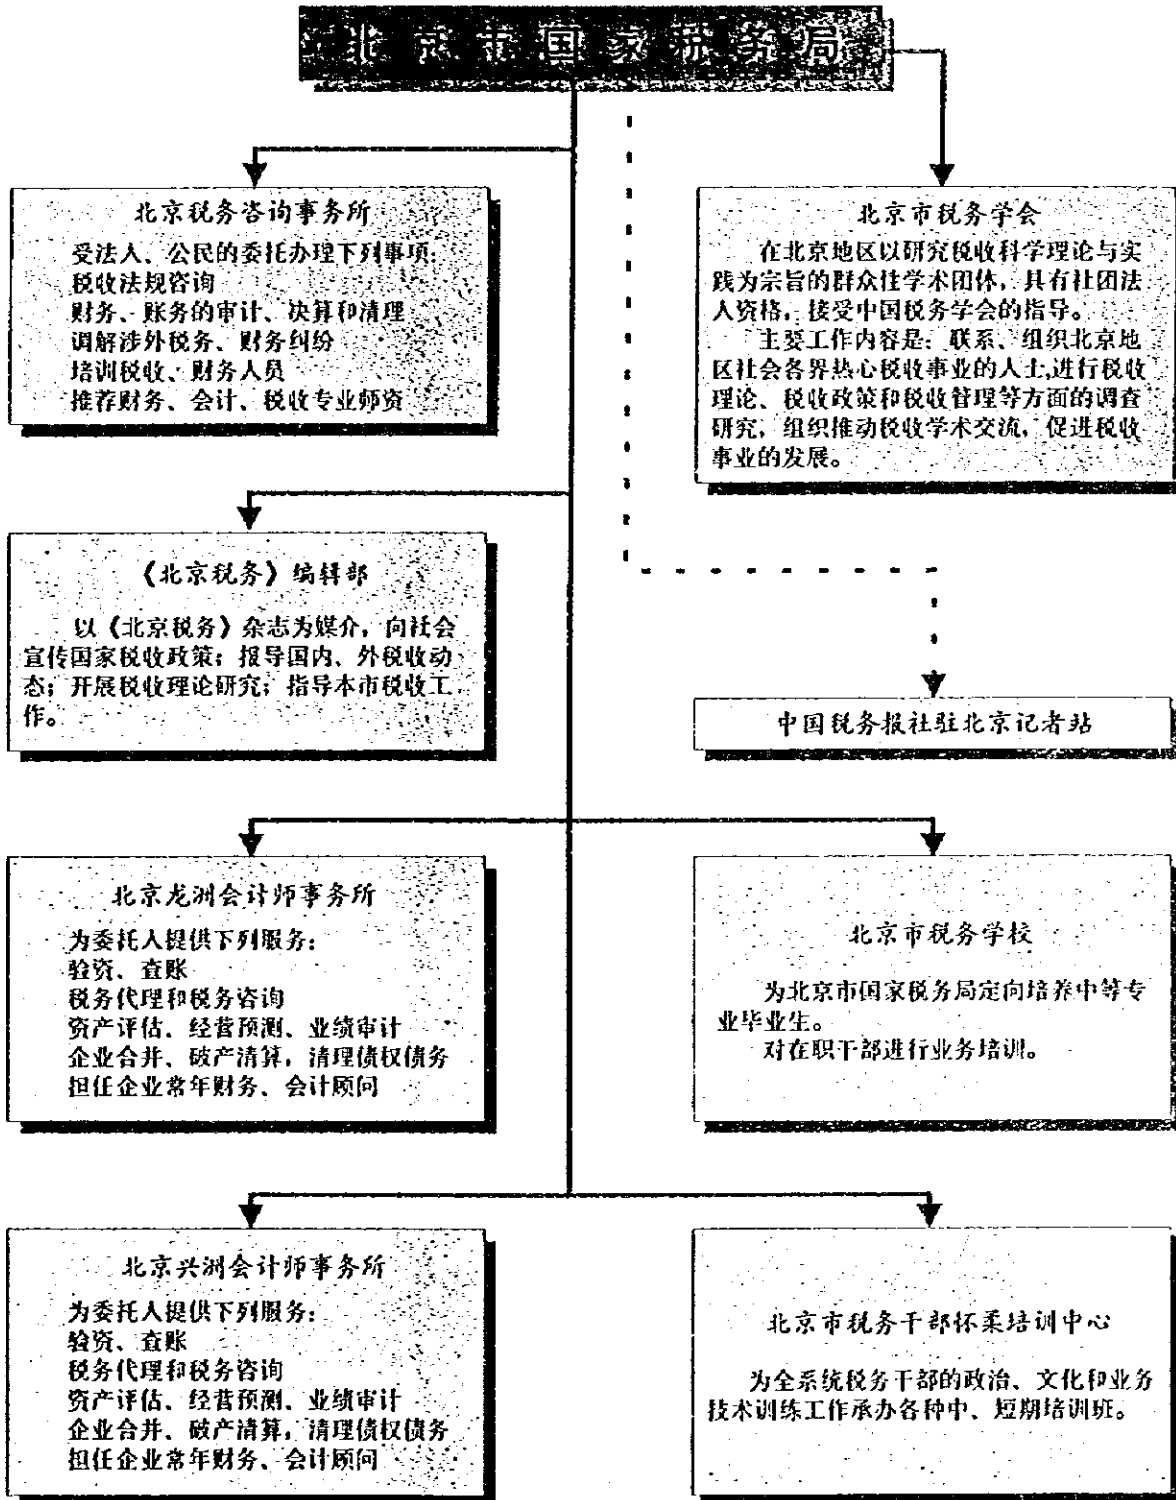 北京市国家税务局
北京税务咨询事务所
受法人、公民的委托办理下列事项：
税收法规咨询
财务、账务的审计、决算和清理
调解涉外税务、财务纠纷
培训税收、财务人员
推荐财务、会计、税收专业师资
北京市税务学会
在北京地区以研究税收科学理论与实
践为宗旨的群众性学术团体，具有社团法
人资格，接受中国税务学会的指导。
主要工作内容是：联系、组织北京地
区社会各界热心税收事业的人士,进行税收
理论、税收政策和税收管理等方面的调查
研究，组织推动税收学术交流，促进税收
事业的发展。
《北京税务》编辑部
以《北京税务》杂志为媒介，向社会
宣传国家税收政策；报导国内、外税收动
态；开展税收理论研究；指导本市税收工
作。
中国税务报社驻北京记者站
北京龙洲会计师事务所
为委托人提供下列服务：
验资、查账
税务代理和税务咨询
资产评估、经营预测、业绩审计
企业合并、破产清算，清理债权债务
担任企业常年财务、会计顾问
北京市税务学校
为北京市国家税务局定向培养中等专
业毕业生。
对在职干部进行业务培训。
北京兴洲会计师事务所
为委托人提供下列服务：
验资、查账
税务代理和税务咨询
资产评估、经营预测、业绩审计
企业合并、破产清算，清理债权债务
担任企业常年财务、会计顾问
北京市税务干部怀柔培训中心
为全系统税务干部的政治、文化和业务
技术训练工作承办各种中、短期培训班。